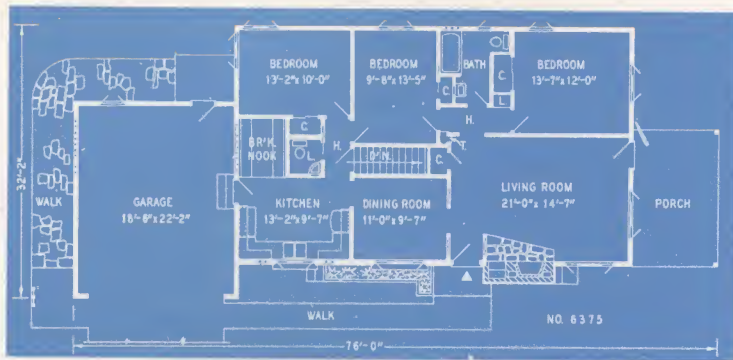 BEDROOM
13'-2"x 10'-0"
BEDROOM
9'-8"x 13'-5"
BATH
BEDROOM
13'-7"x 12'-0"
C.
L.
C.
C.
H.
H.
T.
BR'K.
NOOK
L.
D'N.
C.
32'-2"
WALK
GARAGE
18'-8"x 22'-2"
KITCHEN
13'-2"x 9'-7"
DINING ROOM
11'-0"x 9'-7"
LIVING ROOM
21'-0"x 14'-7"
PORCH
WALK
NO. 6375
76'-0"